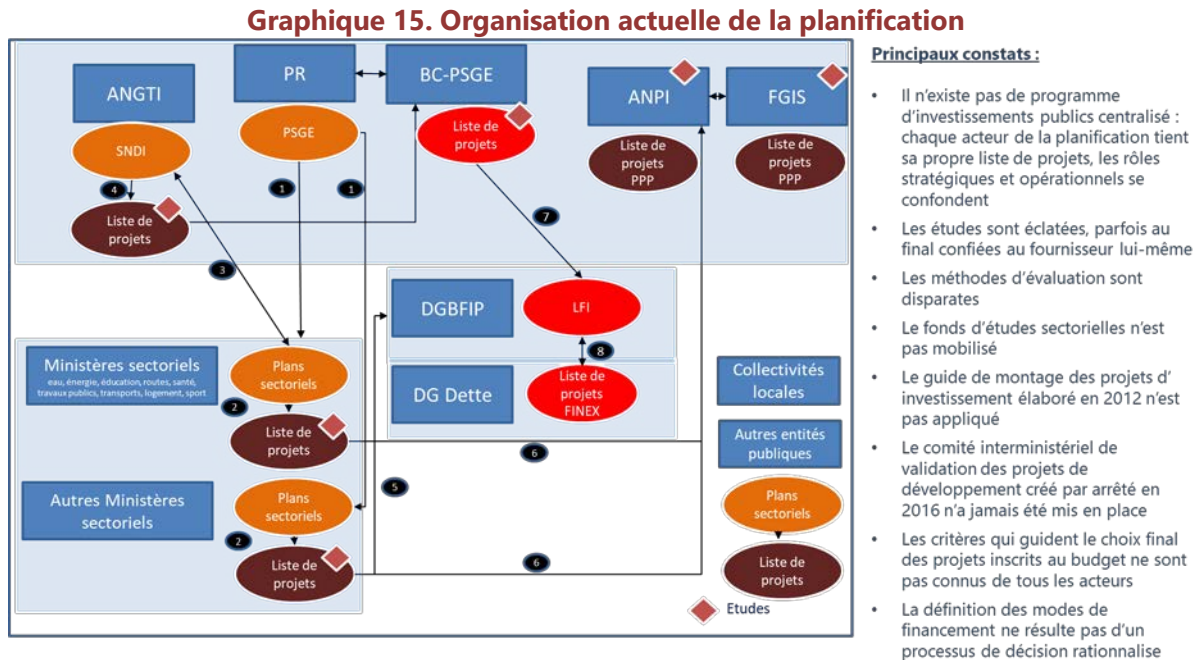 Graphique 15. Organisation actuelle de la planification
PR
BC-PSGE
ANGTI
ANPI
FGIS
PSGE
Liste de
projets
SNDI
Liste de
projets
PPP
Liste de
projets
PPP
4
1
1
Liste de
projets
7
3
DGBFIP
LFI
8
DG Dette
Liste de
projets
FINEX
Ministères sectoriels
eau, énergie, éducation, routes, santé,
travaux publics, transports, logement, sport
Plans
sectoriels
2
Liste de
projets
6
5
Autres Ministères
sectoriels
Plans
sectoriels
2
Liste de
projets
6
Collectivités
locales
Autres entités
publiques
Plans
sectoriels
Liste de
projets
Etudes
Principaux constats :
• Il n’existe pas de programme
d’investissements publics centralisé :
chaque acteur de la planification tient
sa propre liste de projets, les rôles
stratégiques et opérationnels se
confondent
• Les études sont éclatées, parfois au
final confiées au fournisseur lui-même
• Les méthodes d’évaluation sont
disparates
• Le fonds d’études sectorielles n’est
pas mobilisé
• Le guide de montage des projets d’
investissement élaboré en 2012 n’est
pas appliqué
• Le comité interministériel de
validation des projets de
développement créé par arrêté en
2016 n’a jamais été mis en place
• Les critères qui guident le choix final
des projets inscrits au budget ne sont
pas connus de tous les acteurs
• La définition des modes de
financement ne résulte pas d’un
processus de décision rationnalise